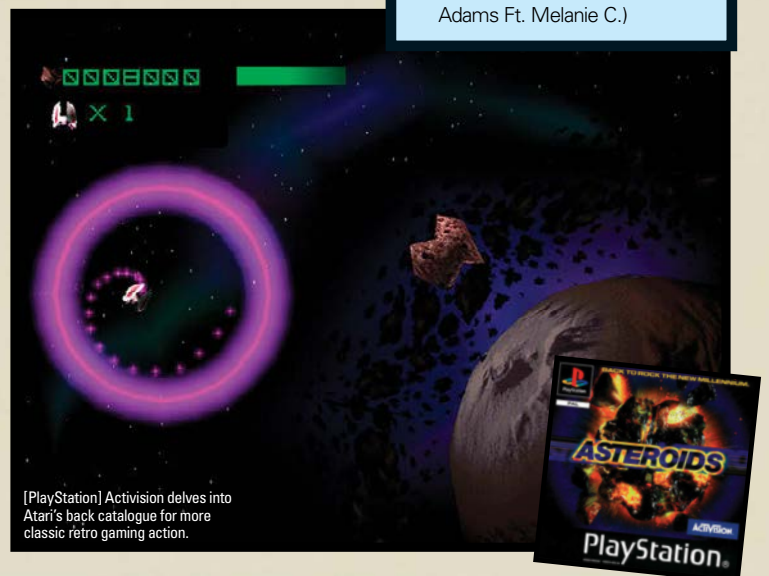 Adams Ft. Melanie C.)
X 1
[PlayStation] Activision delves into
Atari's back catalogue for more
classic retro gaming action.
BACK TO ROCK THE NEW MILLENNIUM.
PlayStation
ASTEROIDS
ACTIVISION
PlayStation